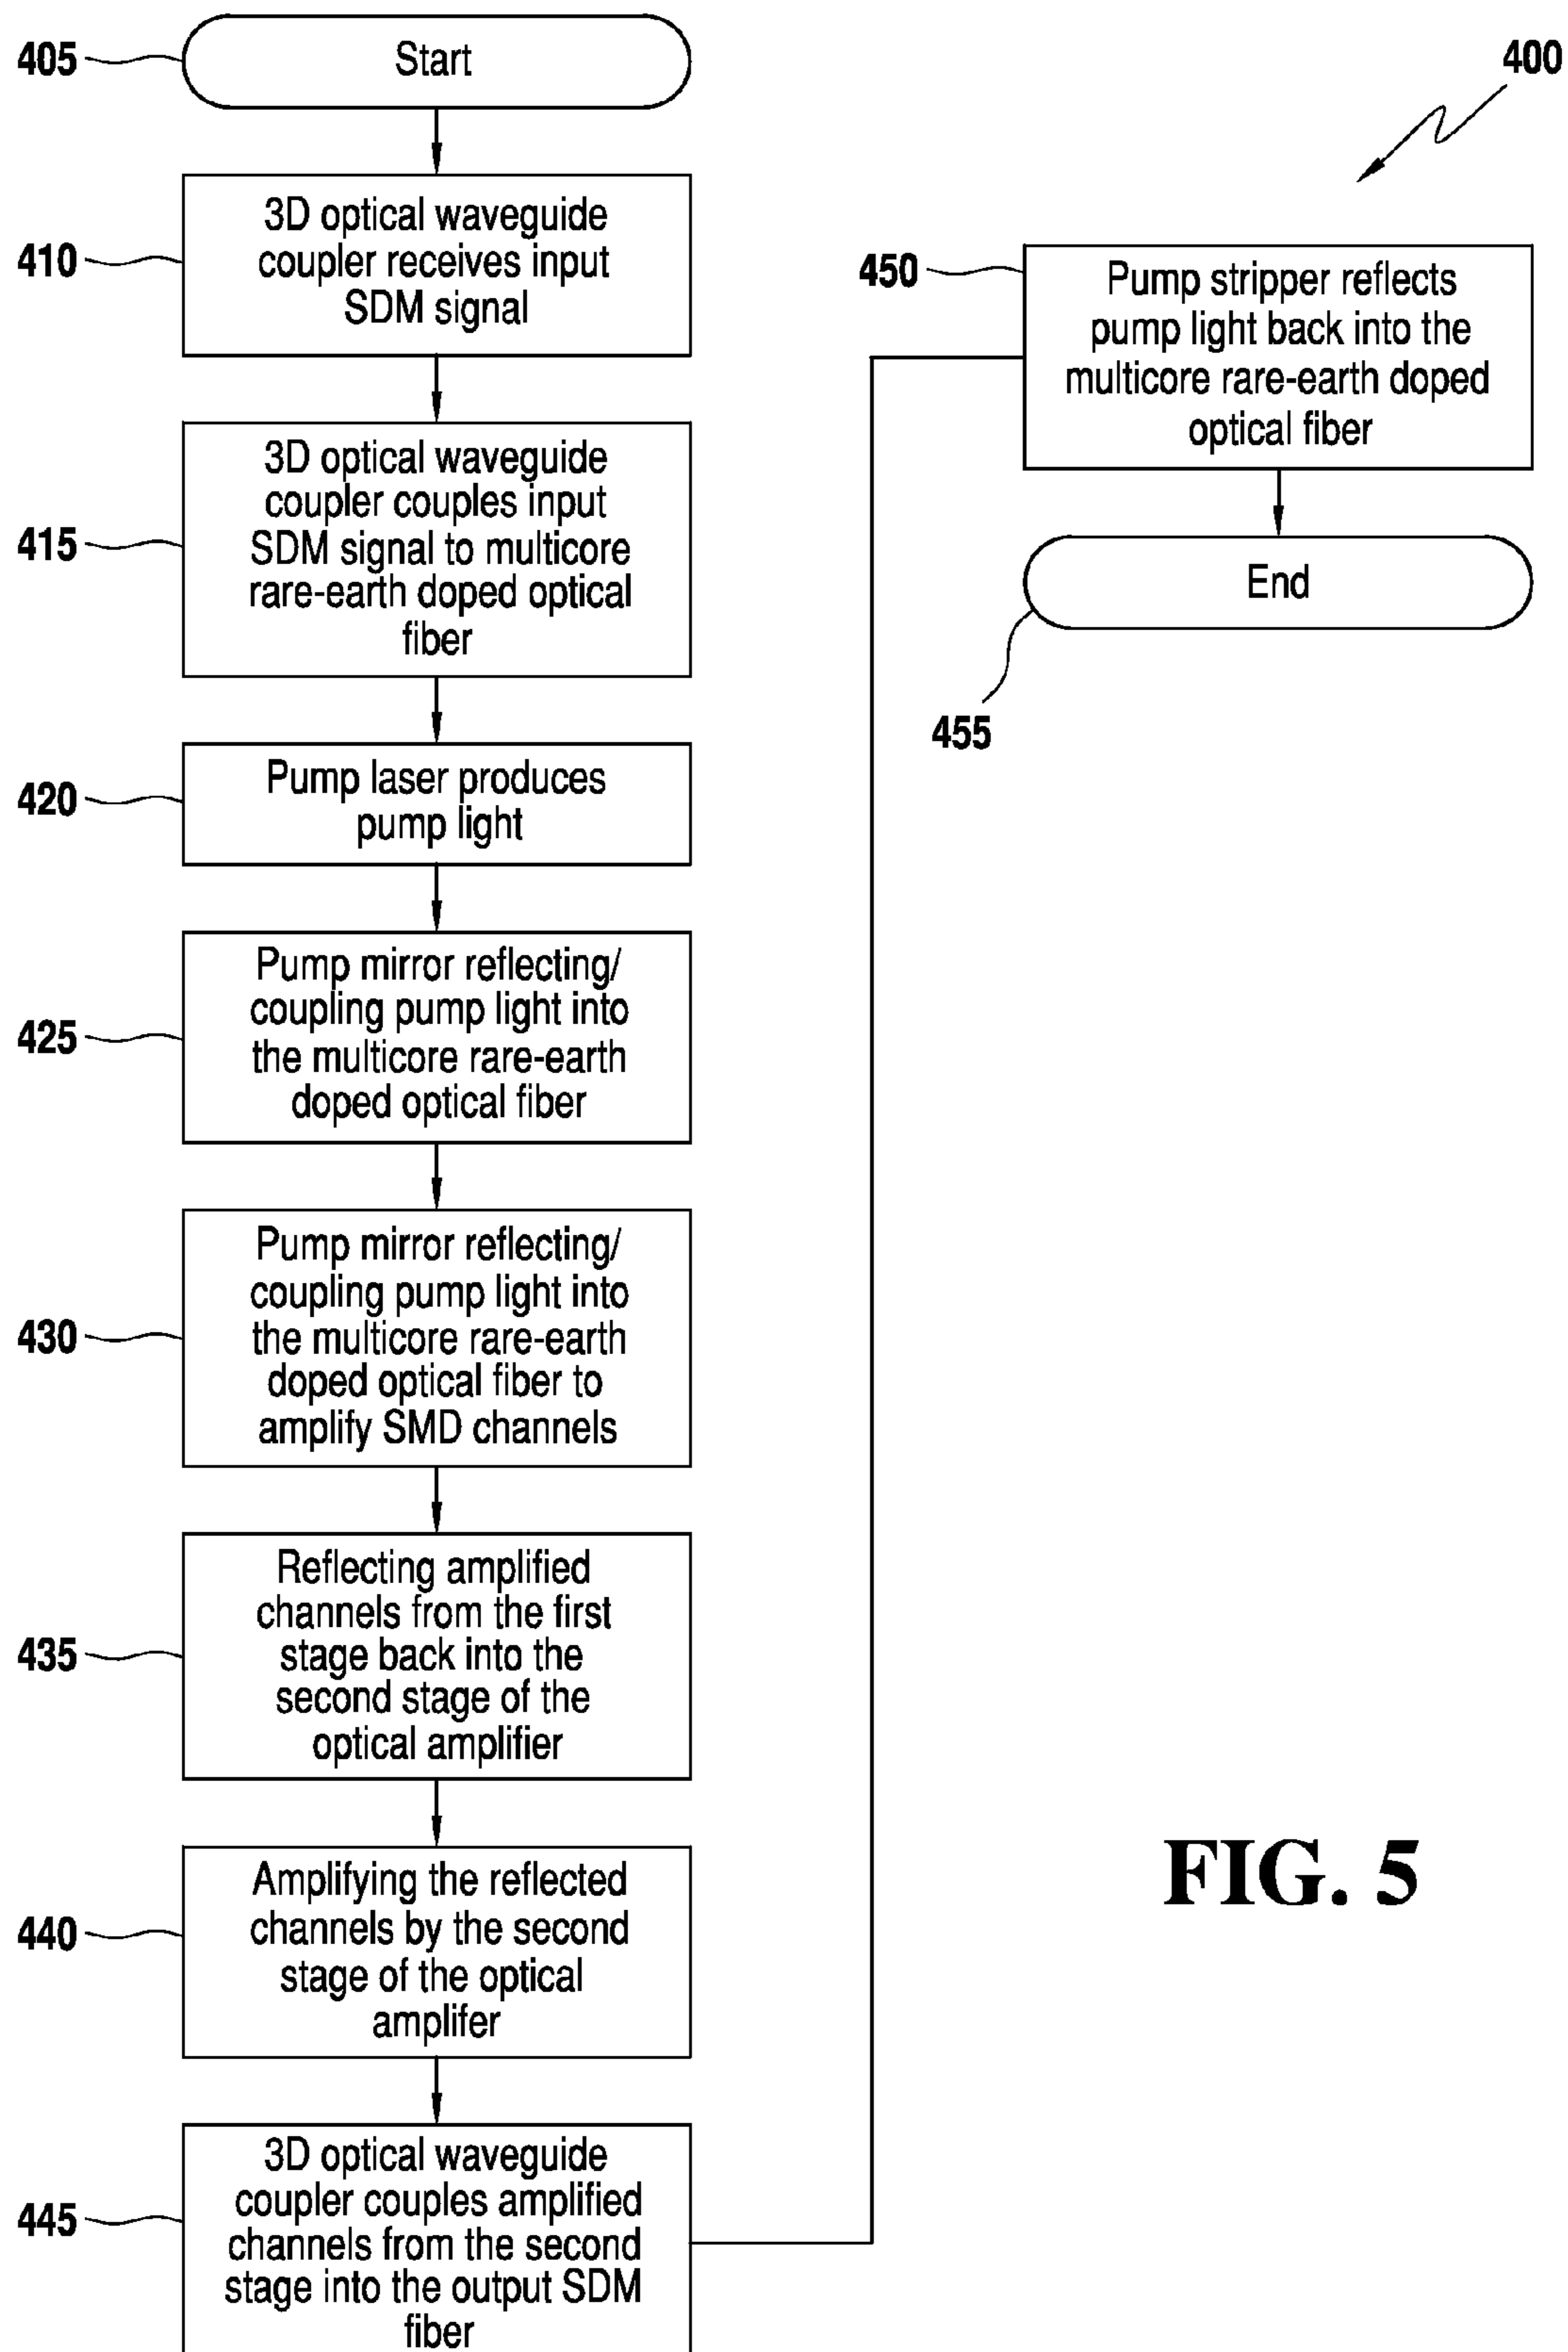 405
Start
410
3D optical waveguide
coupler receives input
SDM signal
415
3D optical waveguide
coupler couples input
SDM signal to multicore
rare-earth doped optical
fiber
420
Pump laser produces
pump light
425
Pump mirror reflecting/
coupling pump light into
the multicore rare-earth
doped optical fiber
430
Pump mirror reflecting/
coupling pump light into
the multicore rare-earth
doped optical fiber to
amplify SMD channels
435
Reflecting amplified
channels from the first
stage back into the
second stage of the
optical amplifier
440
Amplifying the reflected
channels by the second
stage of the optical
amplifer
445
3D optical waveguide
coupler couples amplified
channels from the second
stage into the output SDM
fiber
400
450
Pump stripper reflects
pump light back into the
multicore rare-earth doped
optical fiber
End
455
FIG. 5